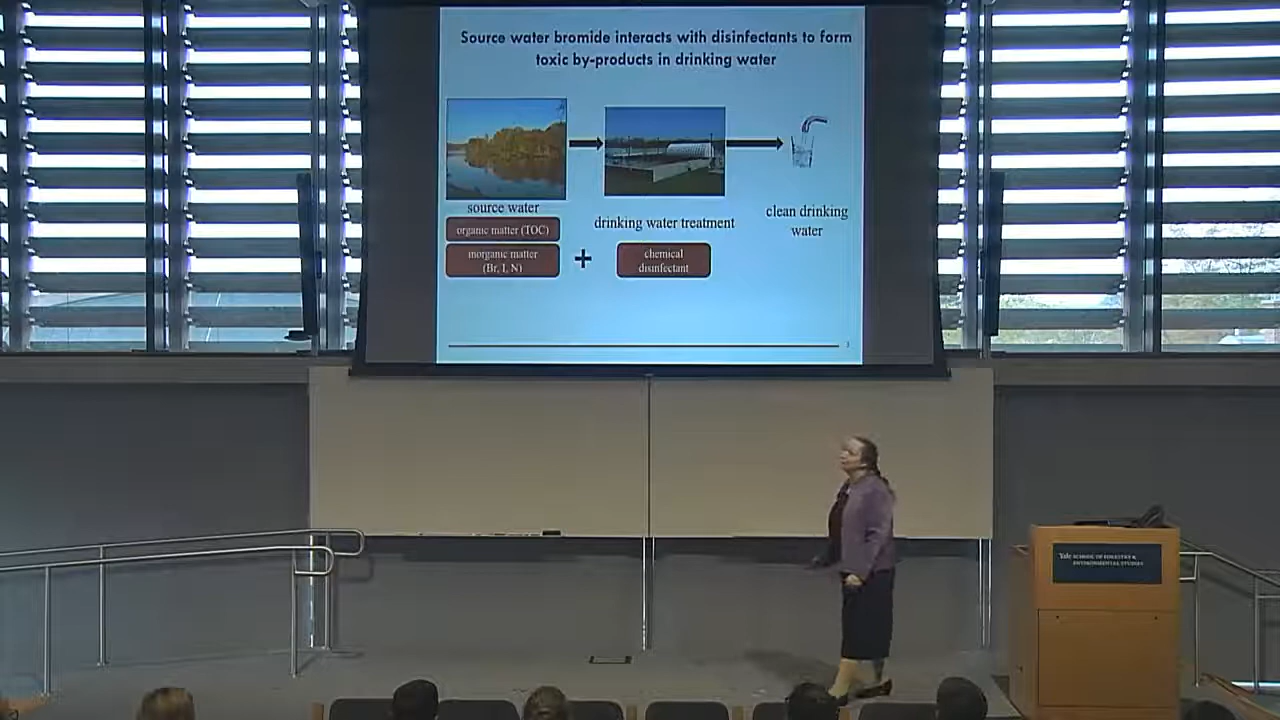 Source water bromide interacts with disinfectants to form
toxic by-products in drinking water
source water
drinking water treatment
clean drinking
water
organic matter (TOC)
inorganic matter
(Br, I, N)
+
chemical
disinfectant
3
Yale SCHOOL OF FORESTRY &
ENVIRONMENTAL STUDIES